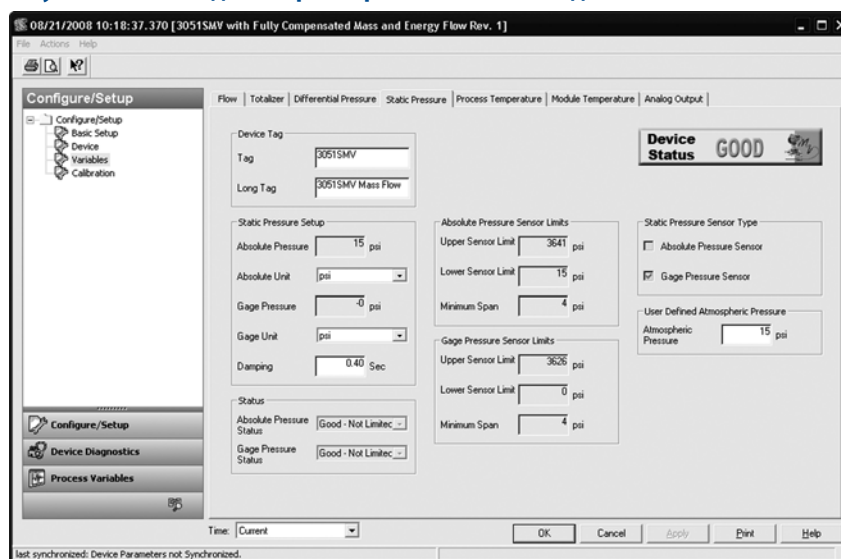 08/21/2008 10:18:37.370 [3051SMV with Fully Compensated Mass and Energy Flow Rev. 1]
File Actions Help
Configure/Setup
Configure/Setup
Basic Setup
Device
Variables
Calibration
Configure/Setup
Device Diagnostics
Process Variables
Flow Totalizer Differential Pressure Static Pressure Process Temperature Module Temperature Analog Output
Device Tag
Tag 3051SMV
Long Tag 3051SMV Mass Flow
Device Status GOOD
Static Pressure Setup
Absolute Pressure 15 psi
Absolute Unit psi
Gage Pressure -0 psi
Gage Unit psi
Damping 0.40 Sec
Status
Absolute Pressure Status Good - Not Limitec
Gage Pressure Status Good - Not Limitec
Absolute Pressure Sensor Limits
Upper Sensor Limit 3641 psi
Lower Sensor Limit 15 psi
Minimum Span 4 psi
Gage Pressure Sensor Limits
Upper Sensor Limit 3626 psi
Lower Sensor Limit 0 psi
Minimum Span 4 psi
Static Pressure Sensor Type
Absolute Pressure Sensor
Gage Pressure Sensor
User Defined Atmospheric Pressure
Atmospheric Pressure 15 psi
Time: Current
OK Cancel Apply Print Help
last synchronized: Device Parameters not Synchronized.